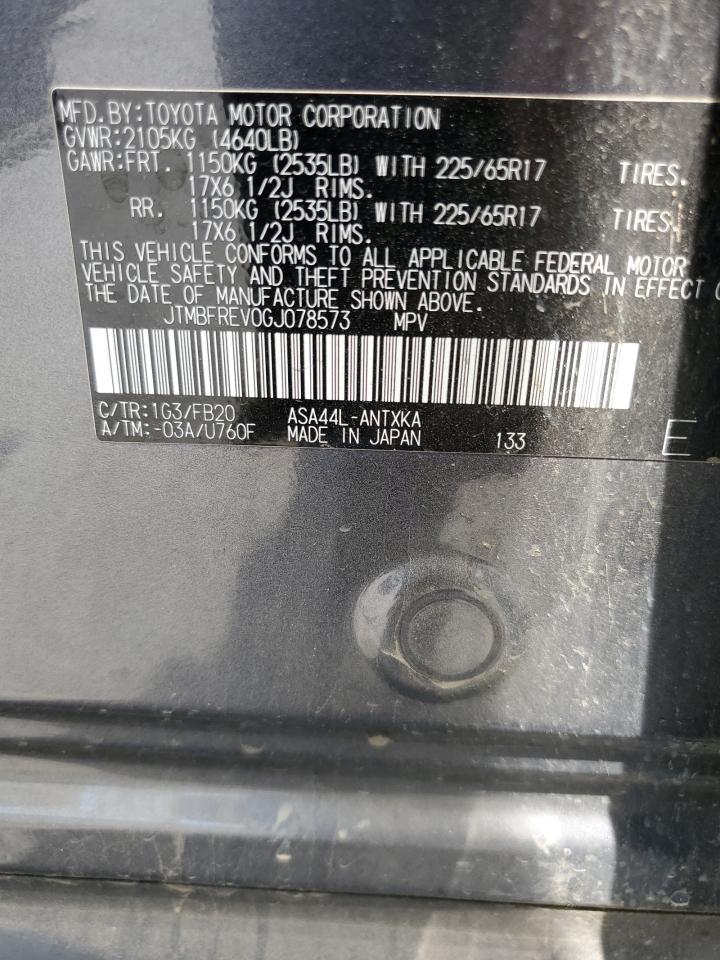 MFD.BY:TOYOTA MOTOR CORPORATION
GVWR:2105KG (4640LB)
GAWR:FRT. 1150KG (2535LB) WITH 225/65R17 TIRES.
17X6 1/2J RIMS.
RR. 1150KG (2535LB) WITH 225/65R17 TIRES.
17X6 1/2J RIMS.
THIS VEHICLE CONFORMS TO ALL APPLICABLE FEDERAL MOTOR
VEHICLE SAFETY AND THEFT PREVENTION STANDARDS IN EFFECT
THE DATE OF MANUFACTURE SHOWN ABOVE.
JTMBFREV0GJ078573 MPV
C/TR:1G3/FB20 ASA44L-ANTXKA
A/TM:-03A/U760F MADE IN JAPAN 133 E